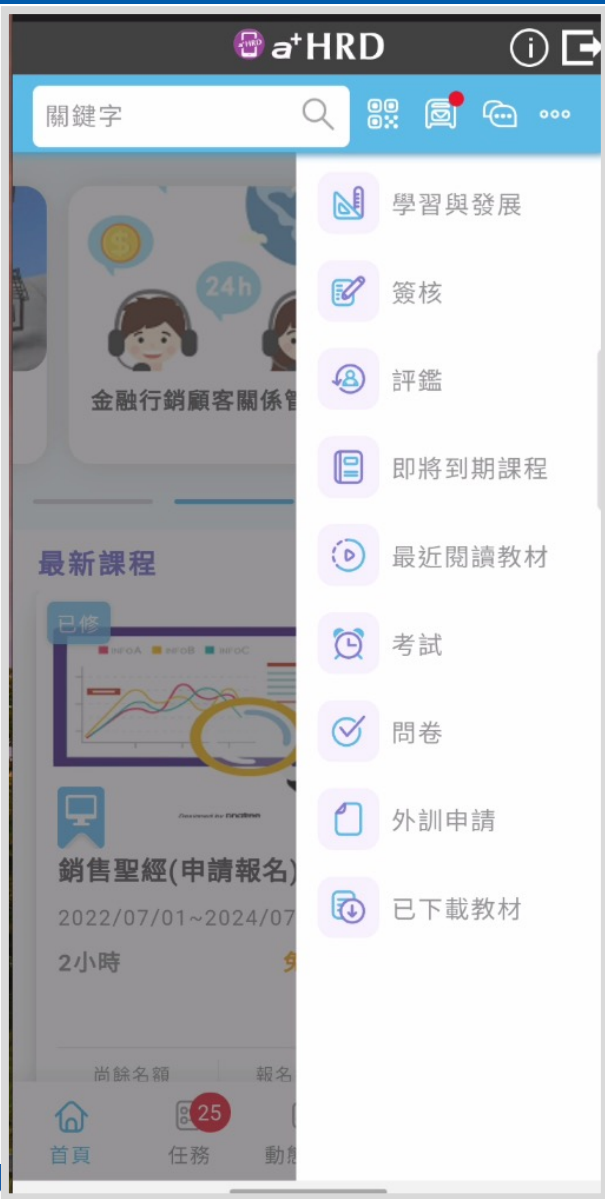 a+HRD
關鍵字
學習與發展
簽核
評鑑
即將到期課程
最近閱讀教材
考試
問卷
外訓申請
已下載教材
24h
金融行銷顧客關係
最新課程
已修
INFOA INFOB INFOC
銷售聖經(申請報名)
2022/07/01~2024/07
2小時
尚餘名額 報名
25
首頁 任務 動態